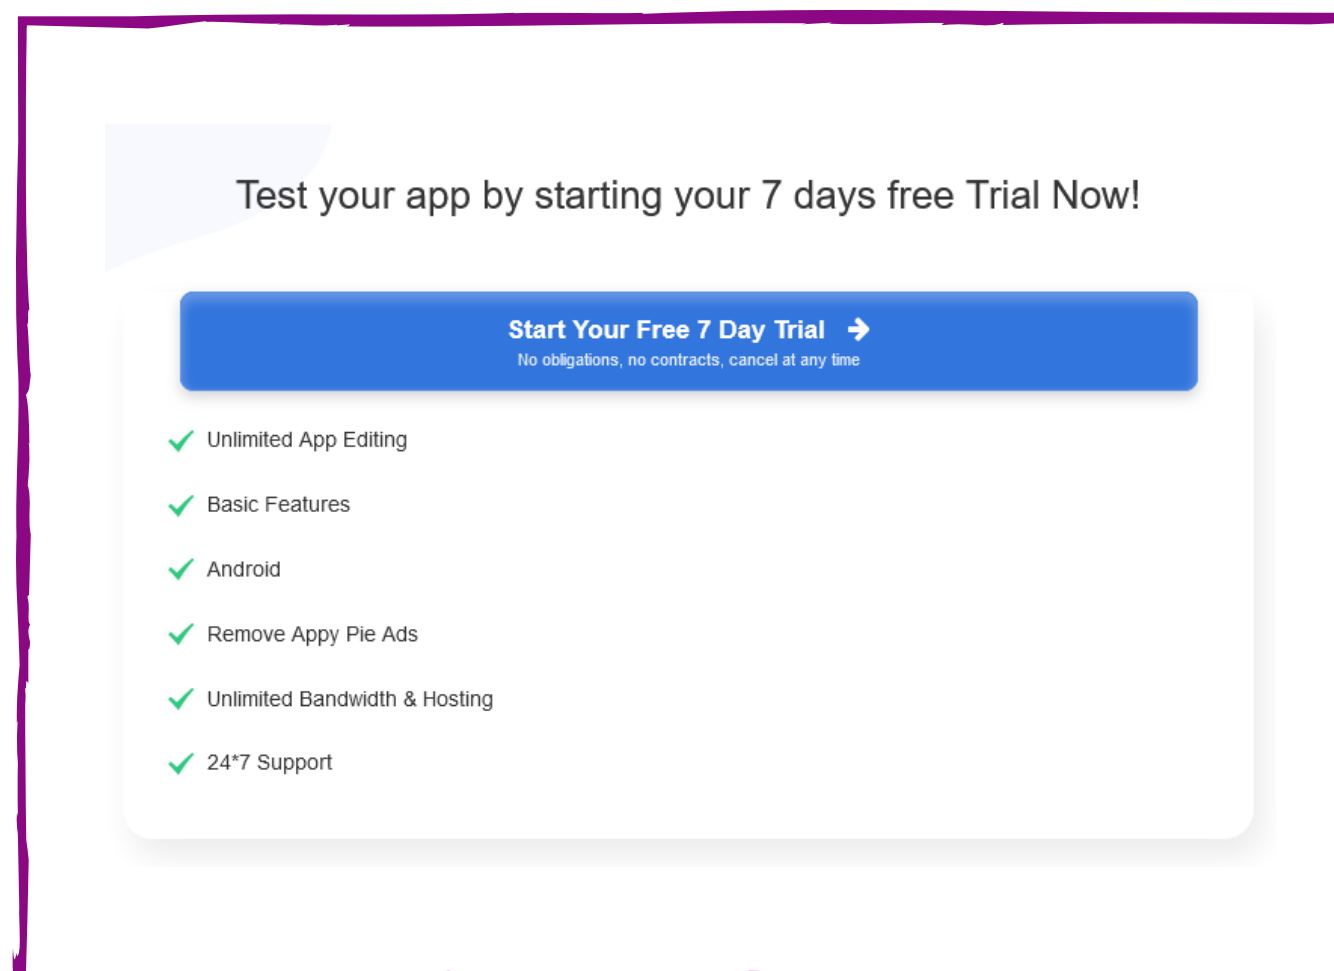 Test your app by starting your 7 days free Trial Now!
Start Your Free 7 Day Trial
No obligations, no contracts, cancel at any time
Unlimited App Editing
Basic Features
Android
Remove Appy Pie Ads
Unlimited Bandwidth & Hosting
24*7 Support